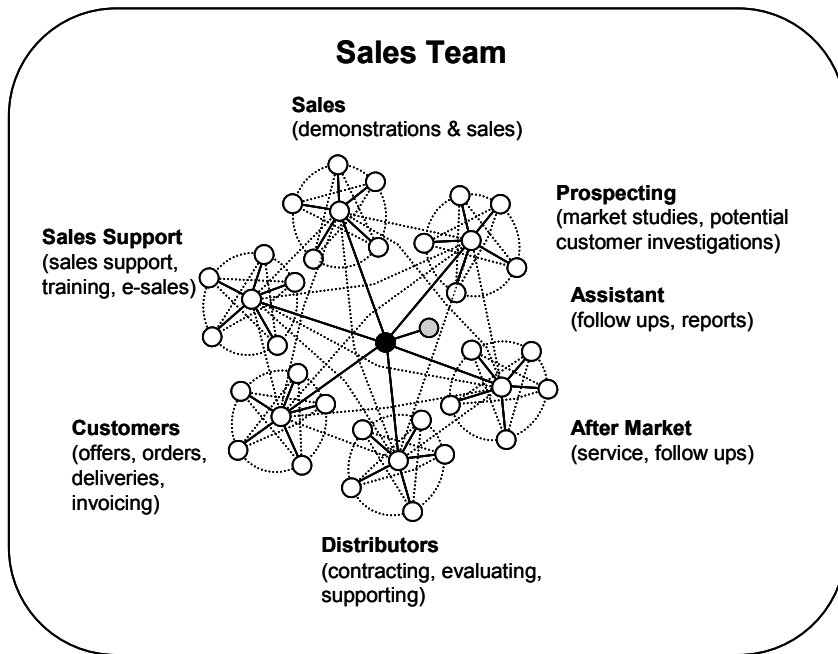 Sales Team
Sales
(demonstrations & sales)
Prospecting
(market studies, potential
customer investigations)
Sales Support
(sales support,
training, e-sales)
Assistant
(follow ups, reports)
Customers
(offers, orders,
deliveries,
invoicing)
After Market
(service, follow ups)
Distributors
(contracting, evaluating,
supporting)